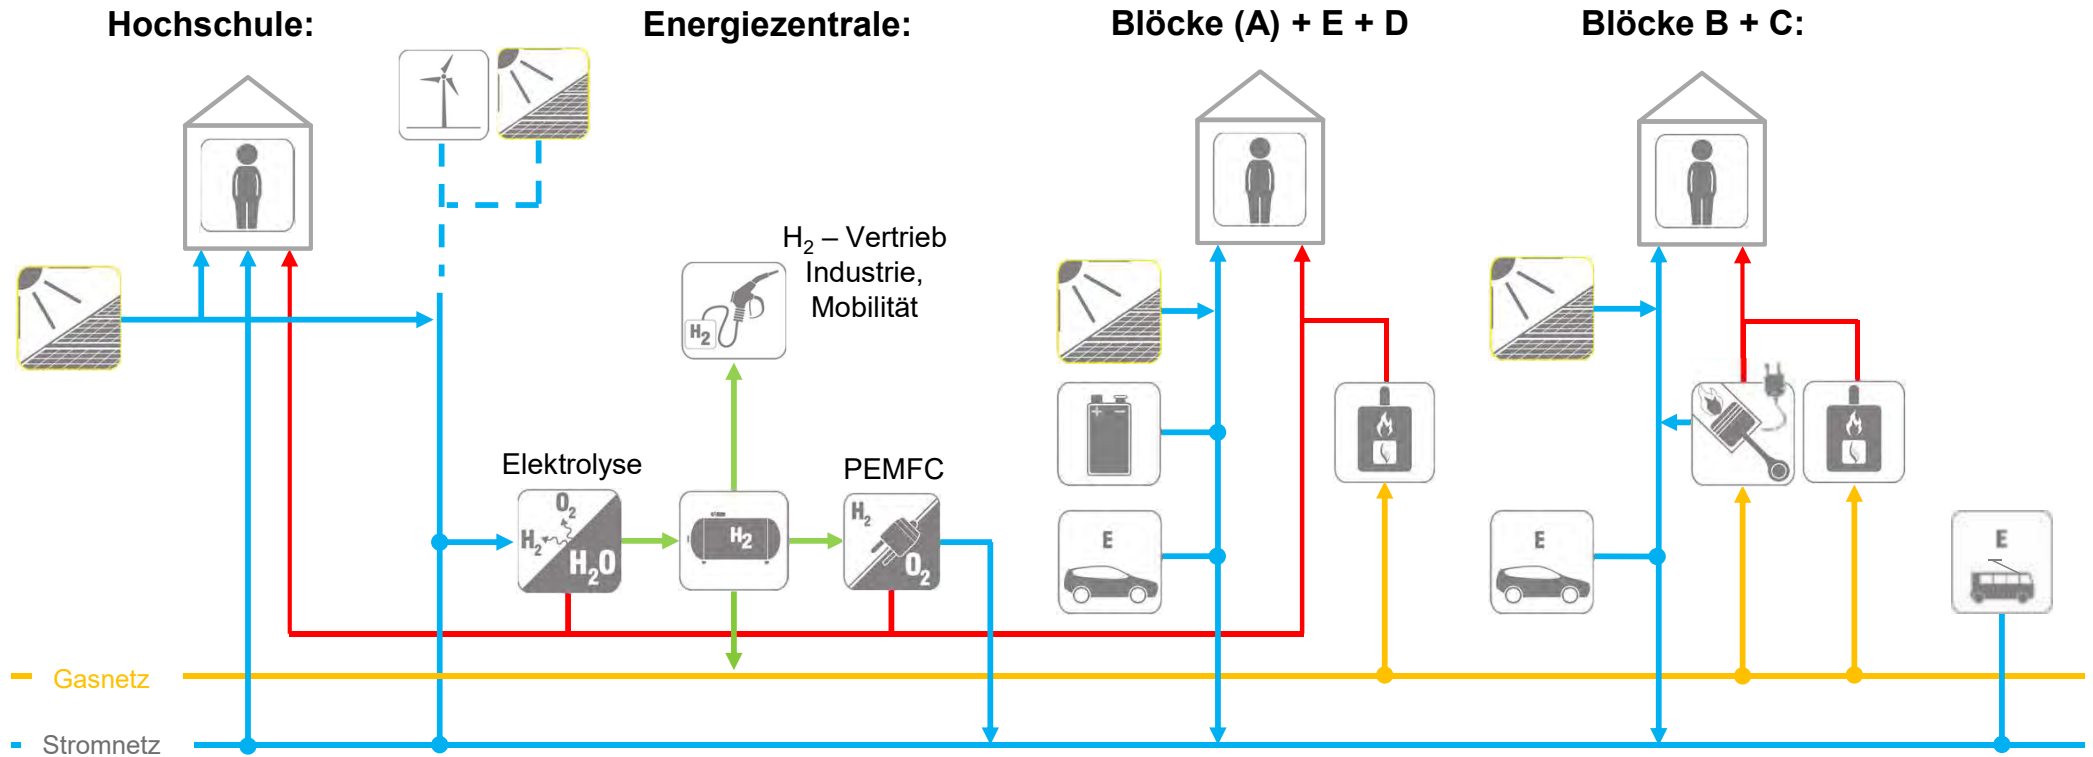 Hochschule:
Energiezentrale:
Blöcke (A) + E + D
Blöcke B + C:
H₂ – Vertrieb
Industrie,
Mobilität
H₂
Elektrolyse
PEMFC
O₂
H₂
H₂O
H₂
H₂
O₂
E
E
E
Gasnetz
Stromnetz